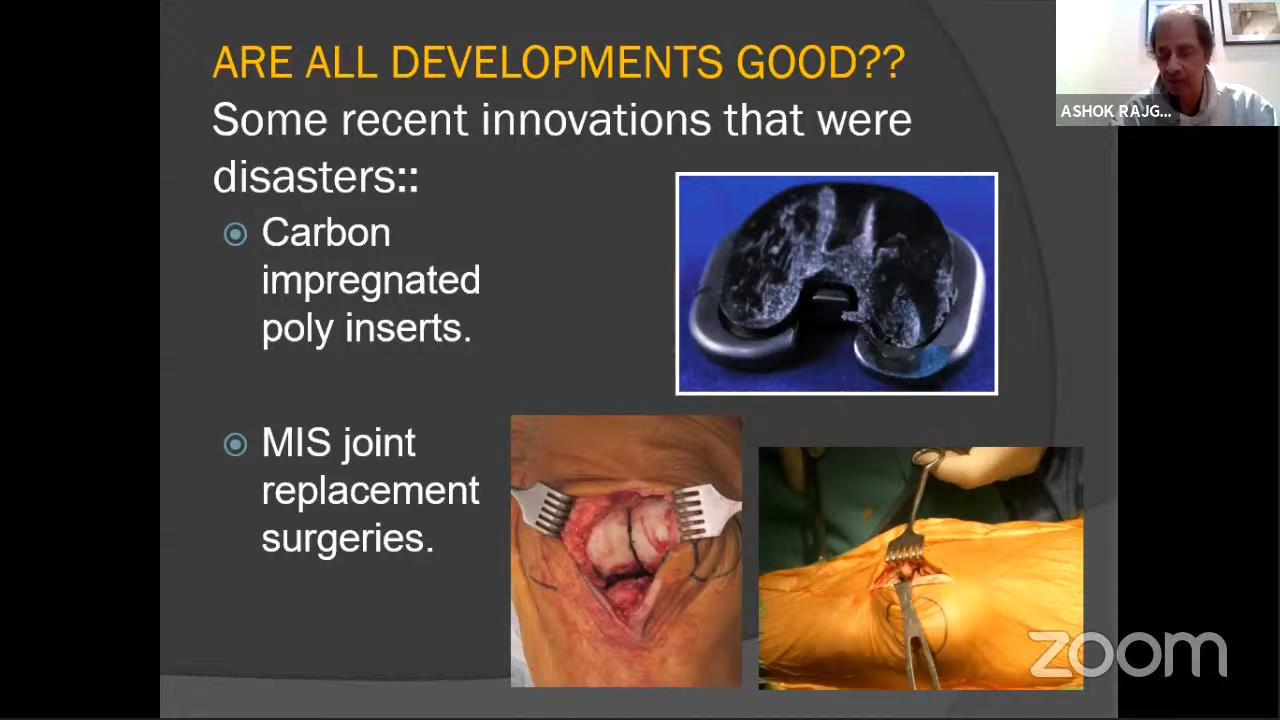 ARE ALL DEVELOPMENTS GOOD??
Some recent innovations that were
disasters::
Carbon
impregnated
poly inserts.
MIS joint
replacement
surgeries.
ASHOK RAJG...
zoom